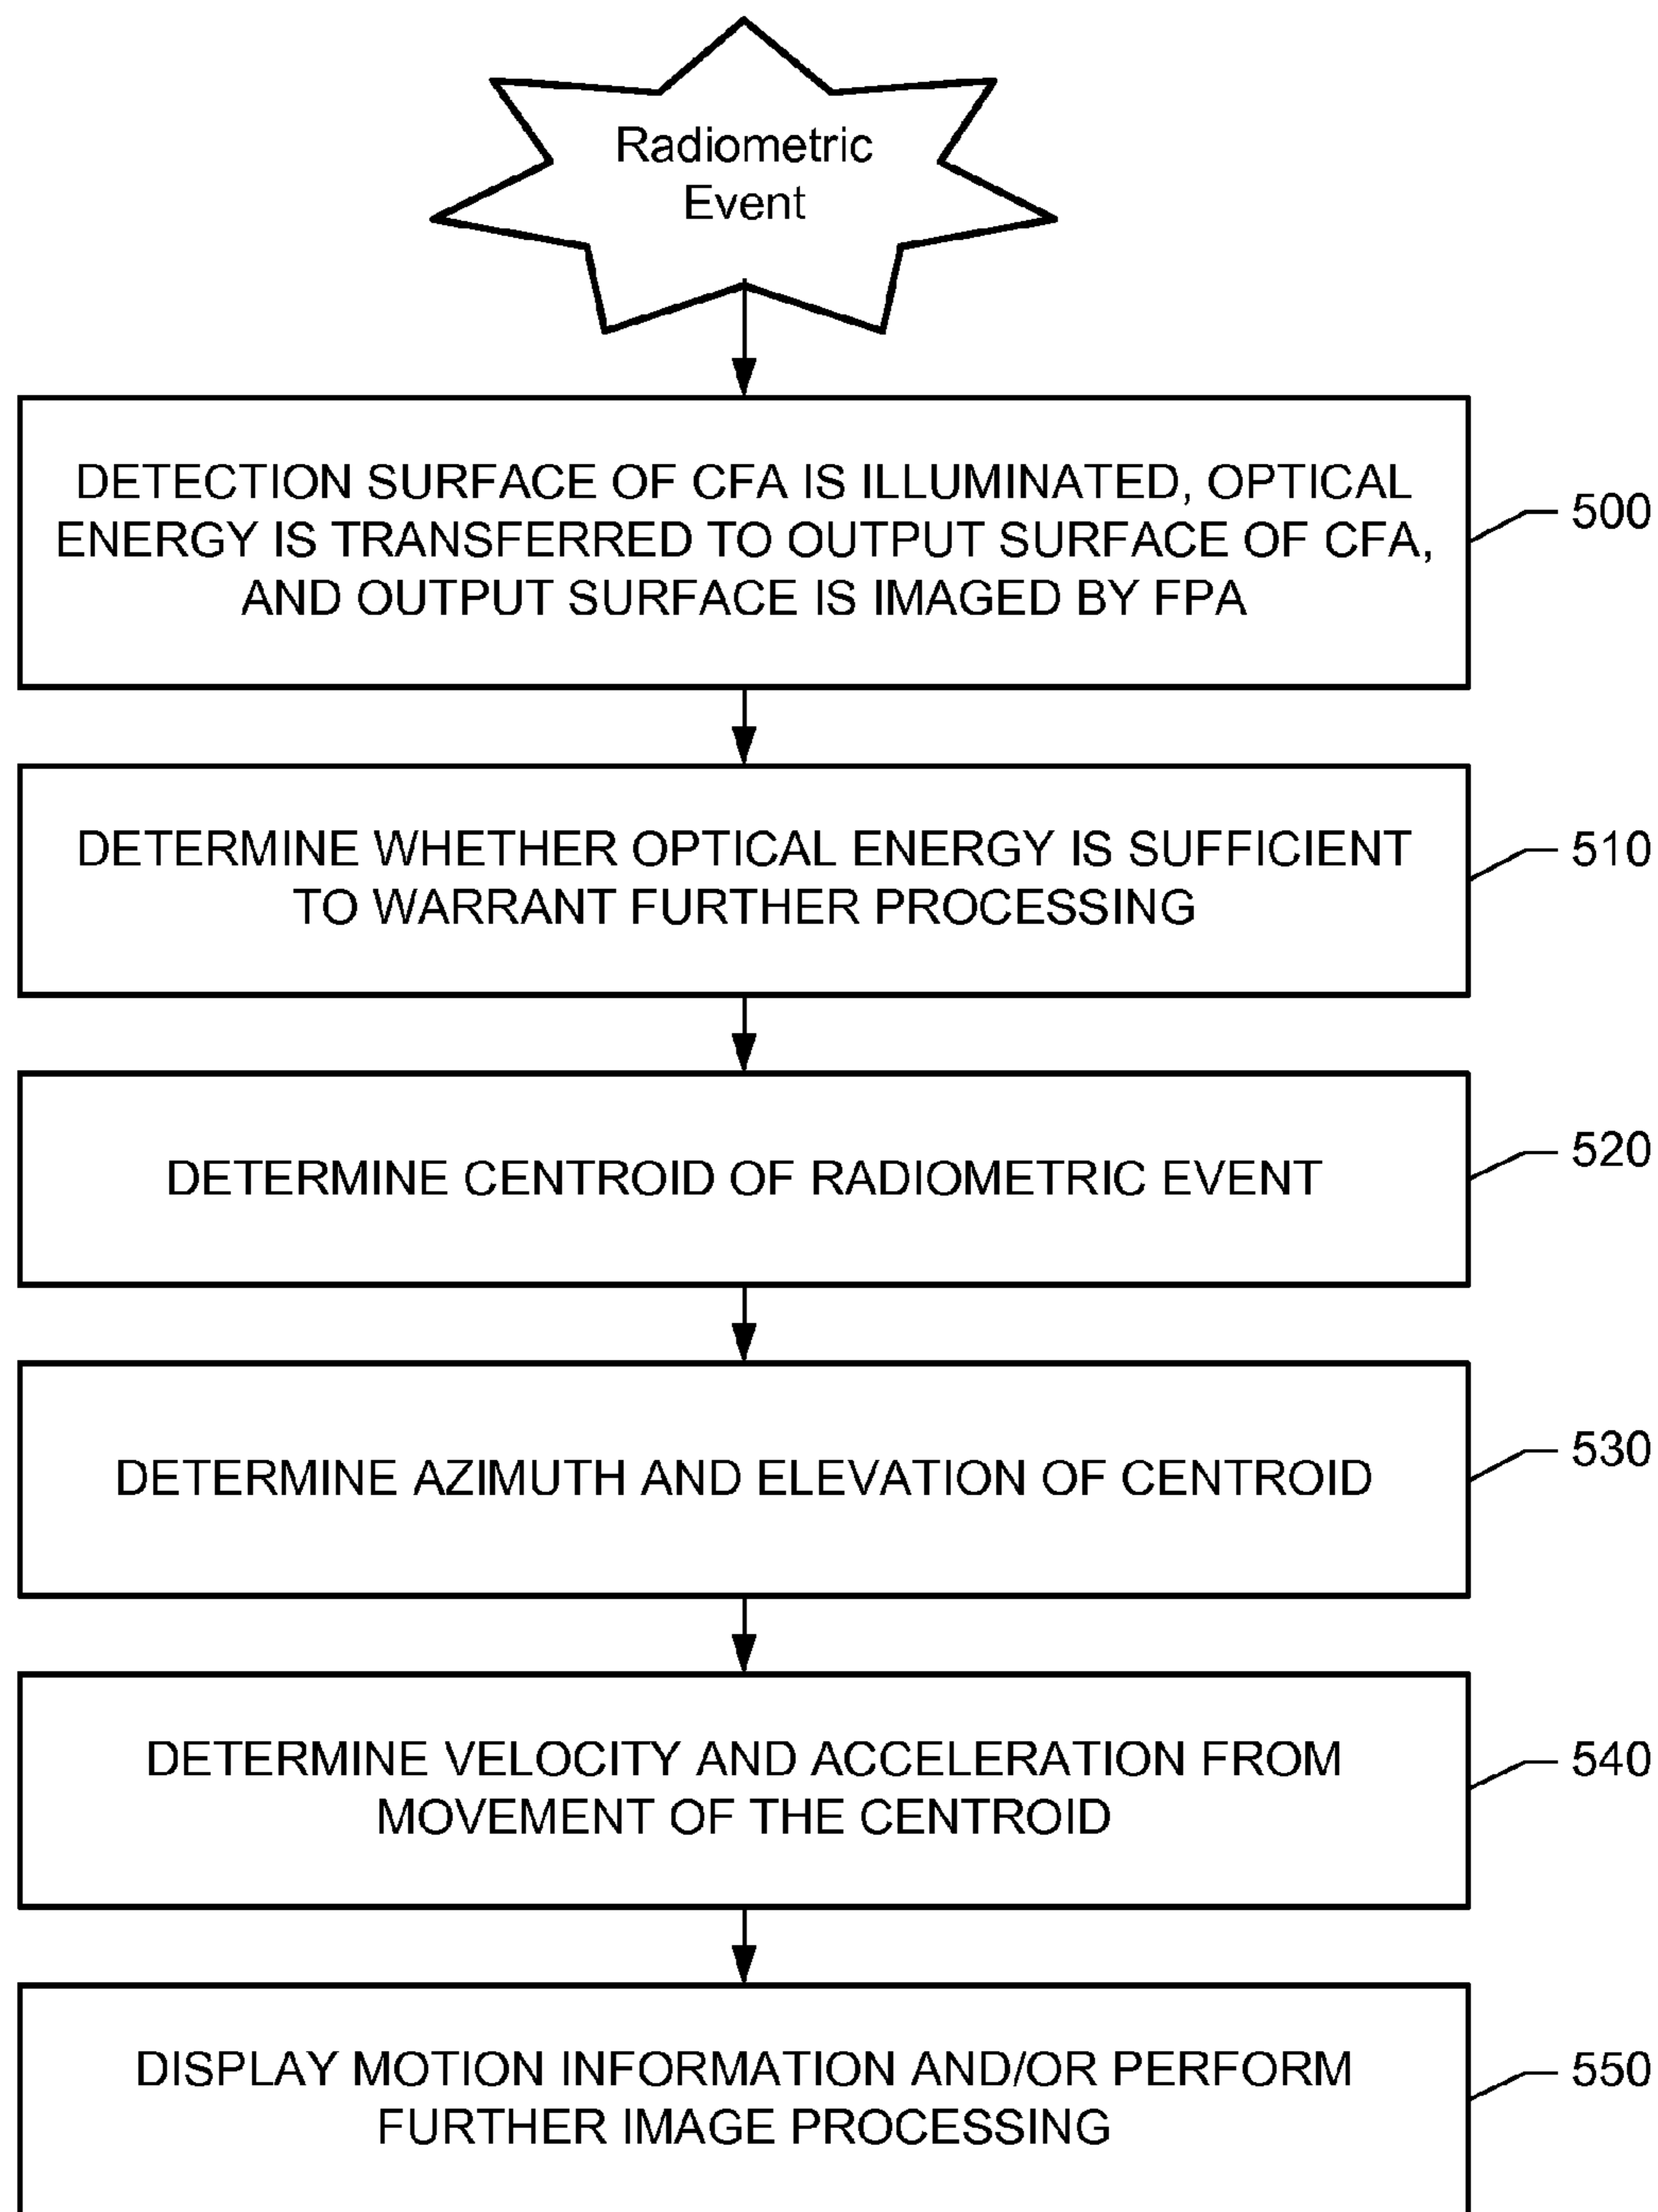 Radiometric
Event
DETECTION SURFACE OF CFA IS ILLUMINATED, OPTICAL
ENERGY IS TRANSFERRED TO OUTPUT SURFACE OF CFA,
AND OUTPUT SURFACE IS IMAGED BY FPA
500
DETERMINE WHETHER OPTICAL ENERGY IS SUFFICIENT
TO WARRANT FURTHER PROCESSING
510
DETERMINE CENTROID OF RADIOMETRIC EVENT
520
DETERMINE AZIMUTH AND ELEVATION OF CENTROID
530
DETERMINE VELOCITY AND ACCELERATION FROM
MOVEMENT OF THE CENTROID
540
DISPLAY MOTION INFORMATION AND/OR PERFORM
FURTHER IMAGE PROCESSING
550